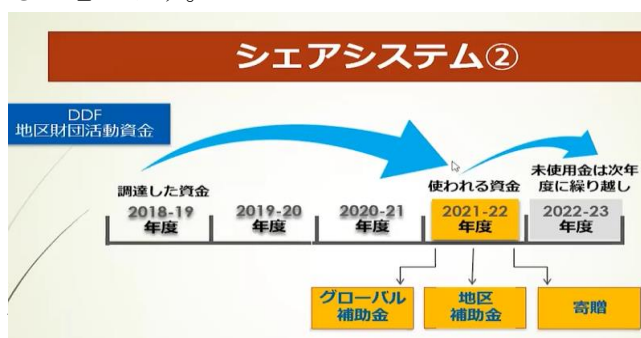 シェアシステム②
DDF
地区財団活動資金
調達した資金
使われる資金
未使用金は次年
度に繰り越し
2018-19
年度
2019-20
年度
2020-21
年度
2021-22
年度
2022-23
年度
グローバル
補助金
地区
補助金
寄贈